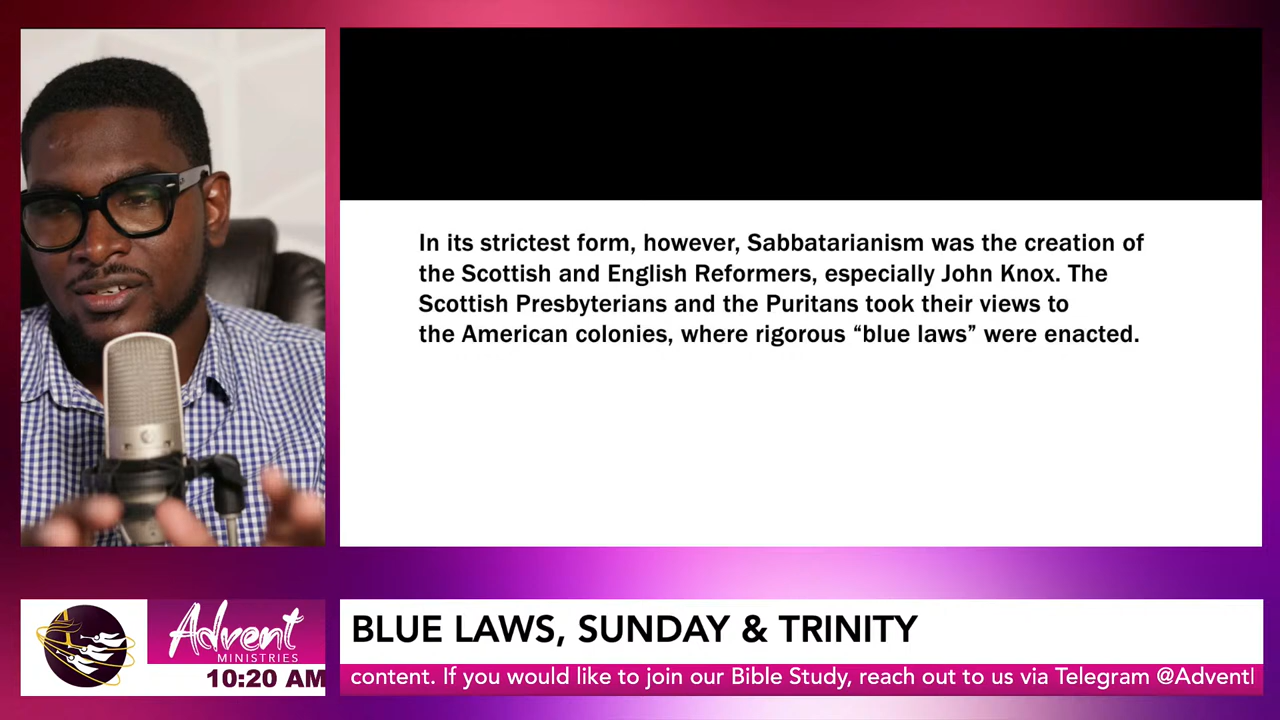 In its strictest form, however, Sabbatarianism was the creation of
the Scottish and English Reformers, especially John Knox. The
Scottish Presbyterians and the Puritans took their views to
the American colonies, where rigorous “blue laws” were enacted.
Advent
MINISTRIES
10:20 AM
BLUE LAWS, SUNDAY & TRINITY
content. If you would like to join our Bible Study, reach out to us via Telegram @Advent